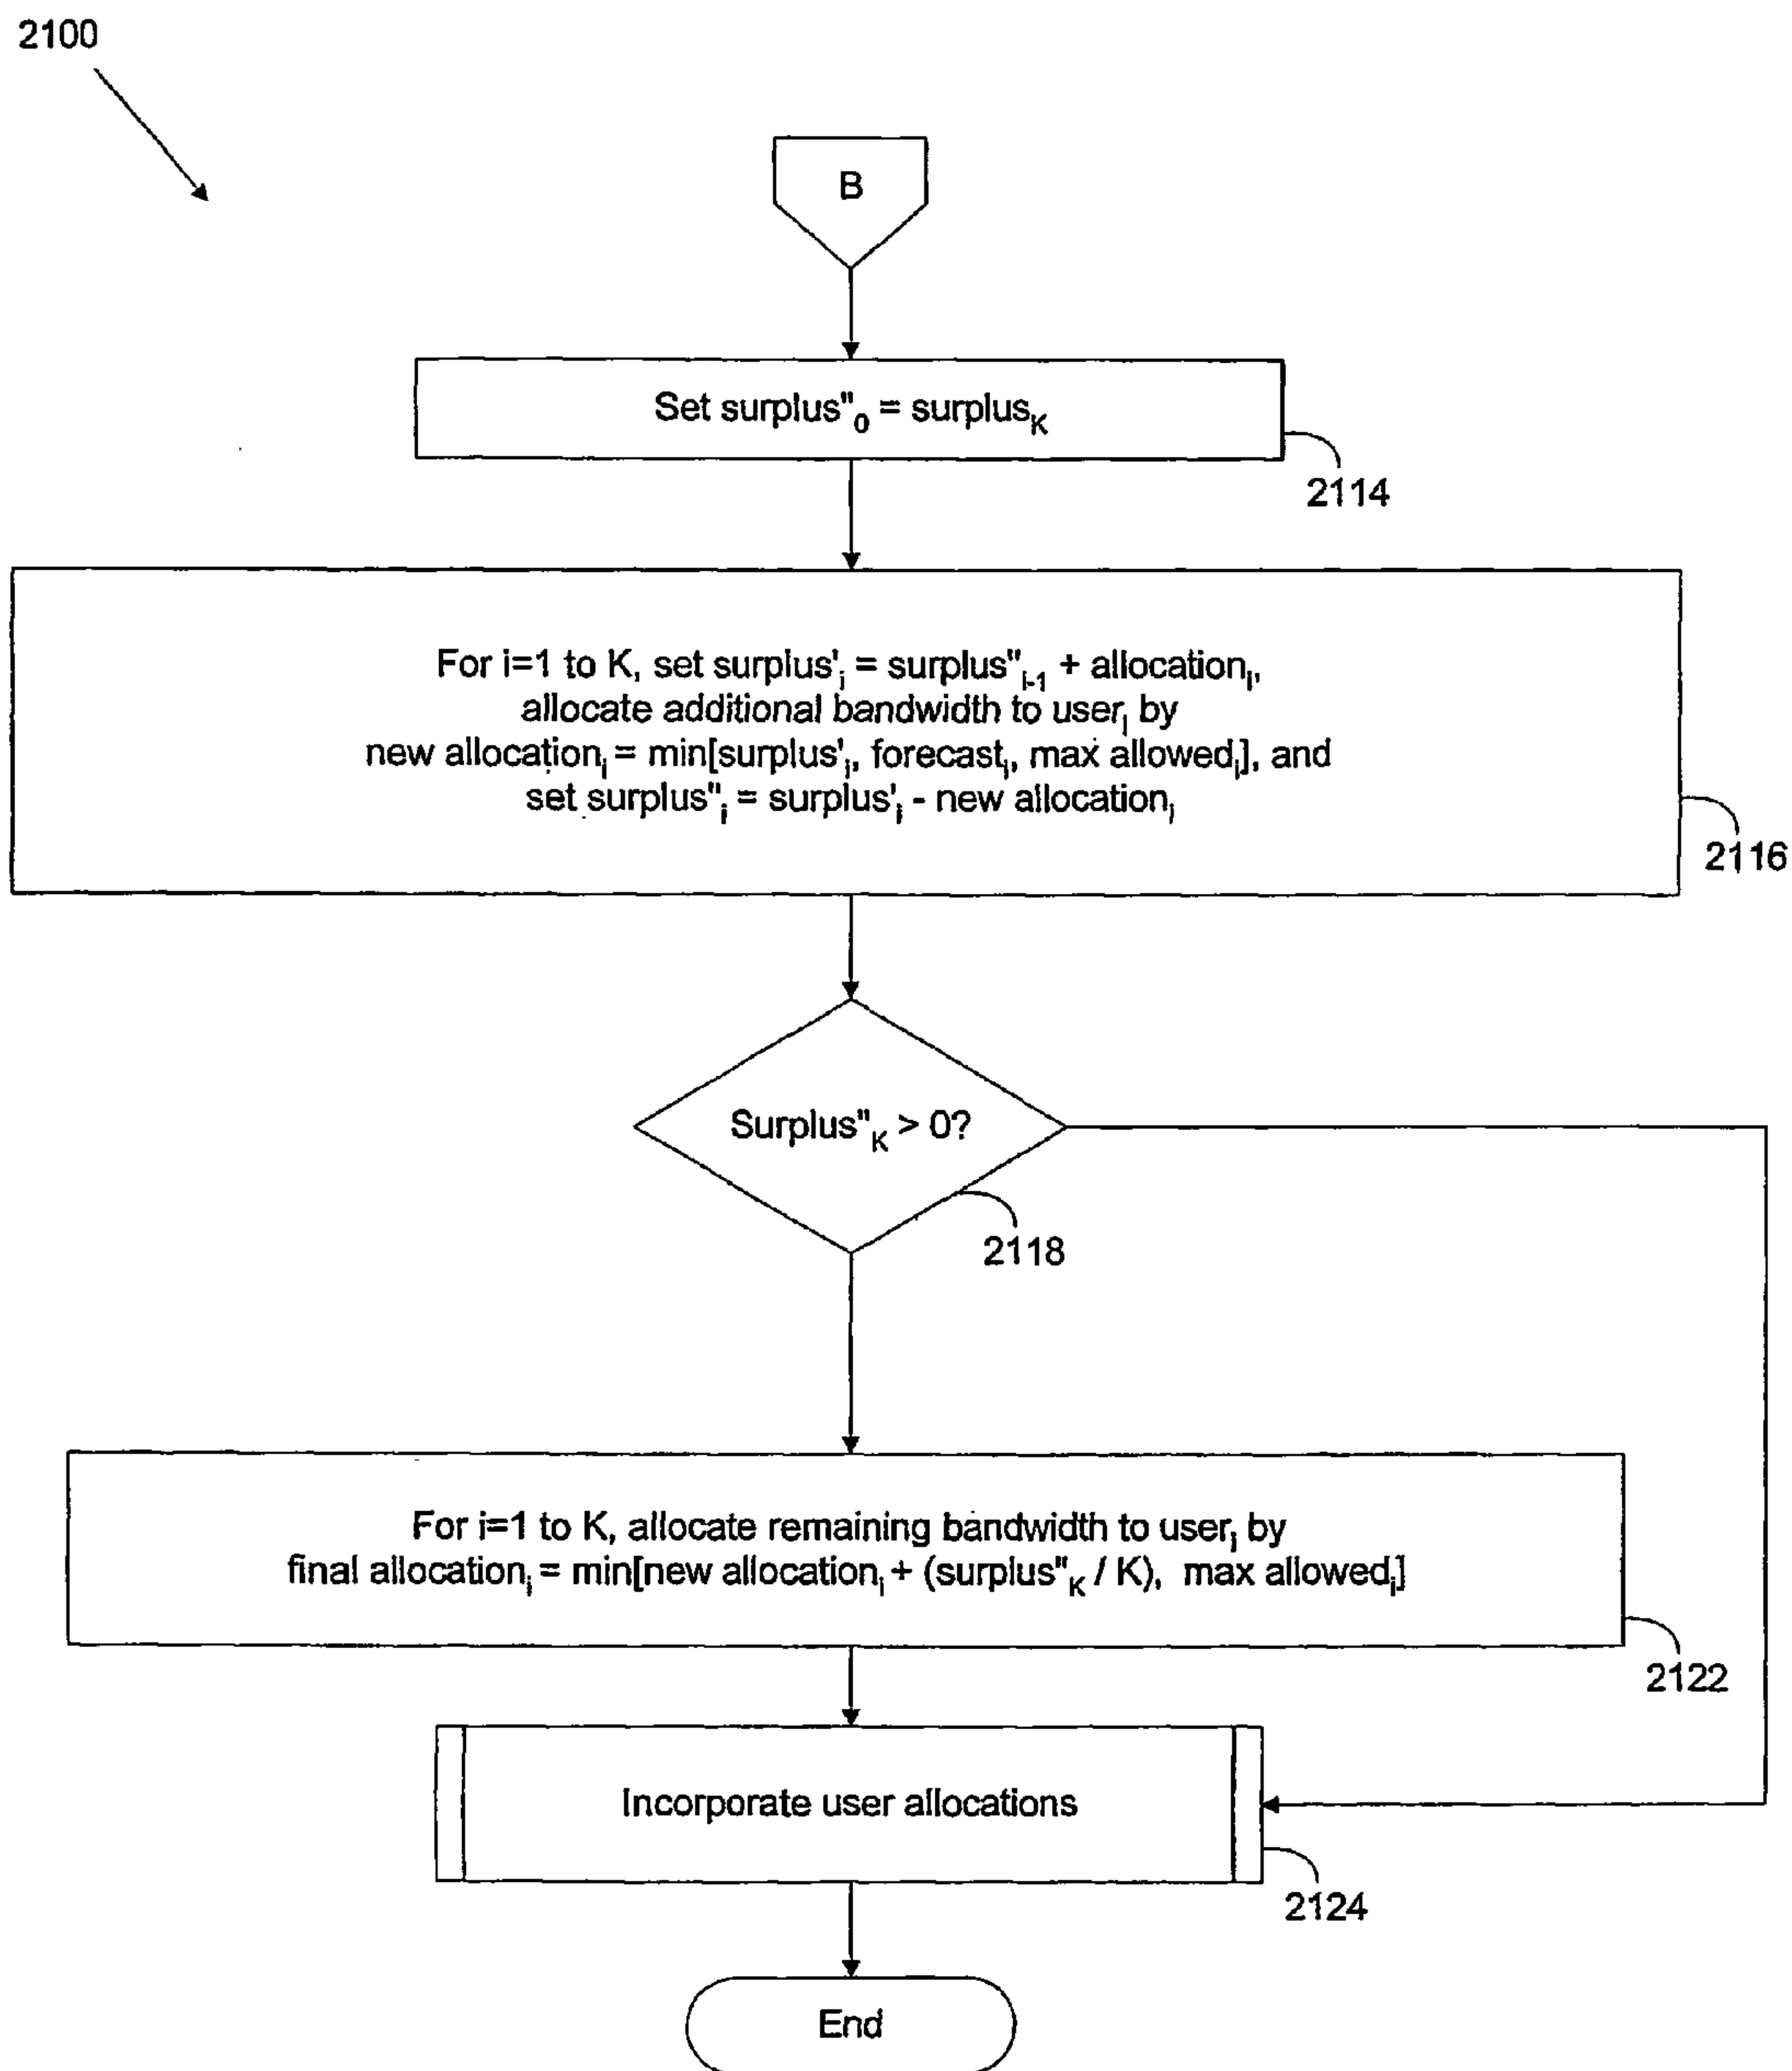 2100
B
Set surplus"₀ = surplusK
2114
For i=1 to K, set surplus'ᵢ = surplus"ᵢ₋₁ + allocationᵢ,
allocate additional bandwidth to userᵢ by
new allocationᵢ = min[surplus'ᵢ, forecastᵢ, max allowedᵢ], and
set surplus"ᵢ = surplus'ᵢ - new allocationᵢ
2116
Surplus"K > 0?
2118
For i=1 to K, allocate remaining bandwidth to userᵢ by
final allocationᵢ = min[new allocationᵢ + (surplus"K / K), max allowedᵢ]
2122
Incorporate user allocations
2124
End